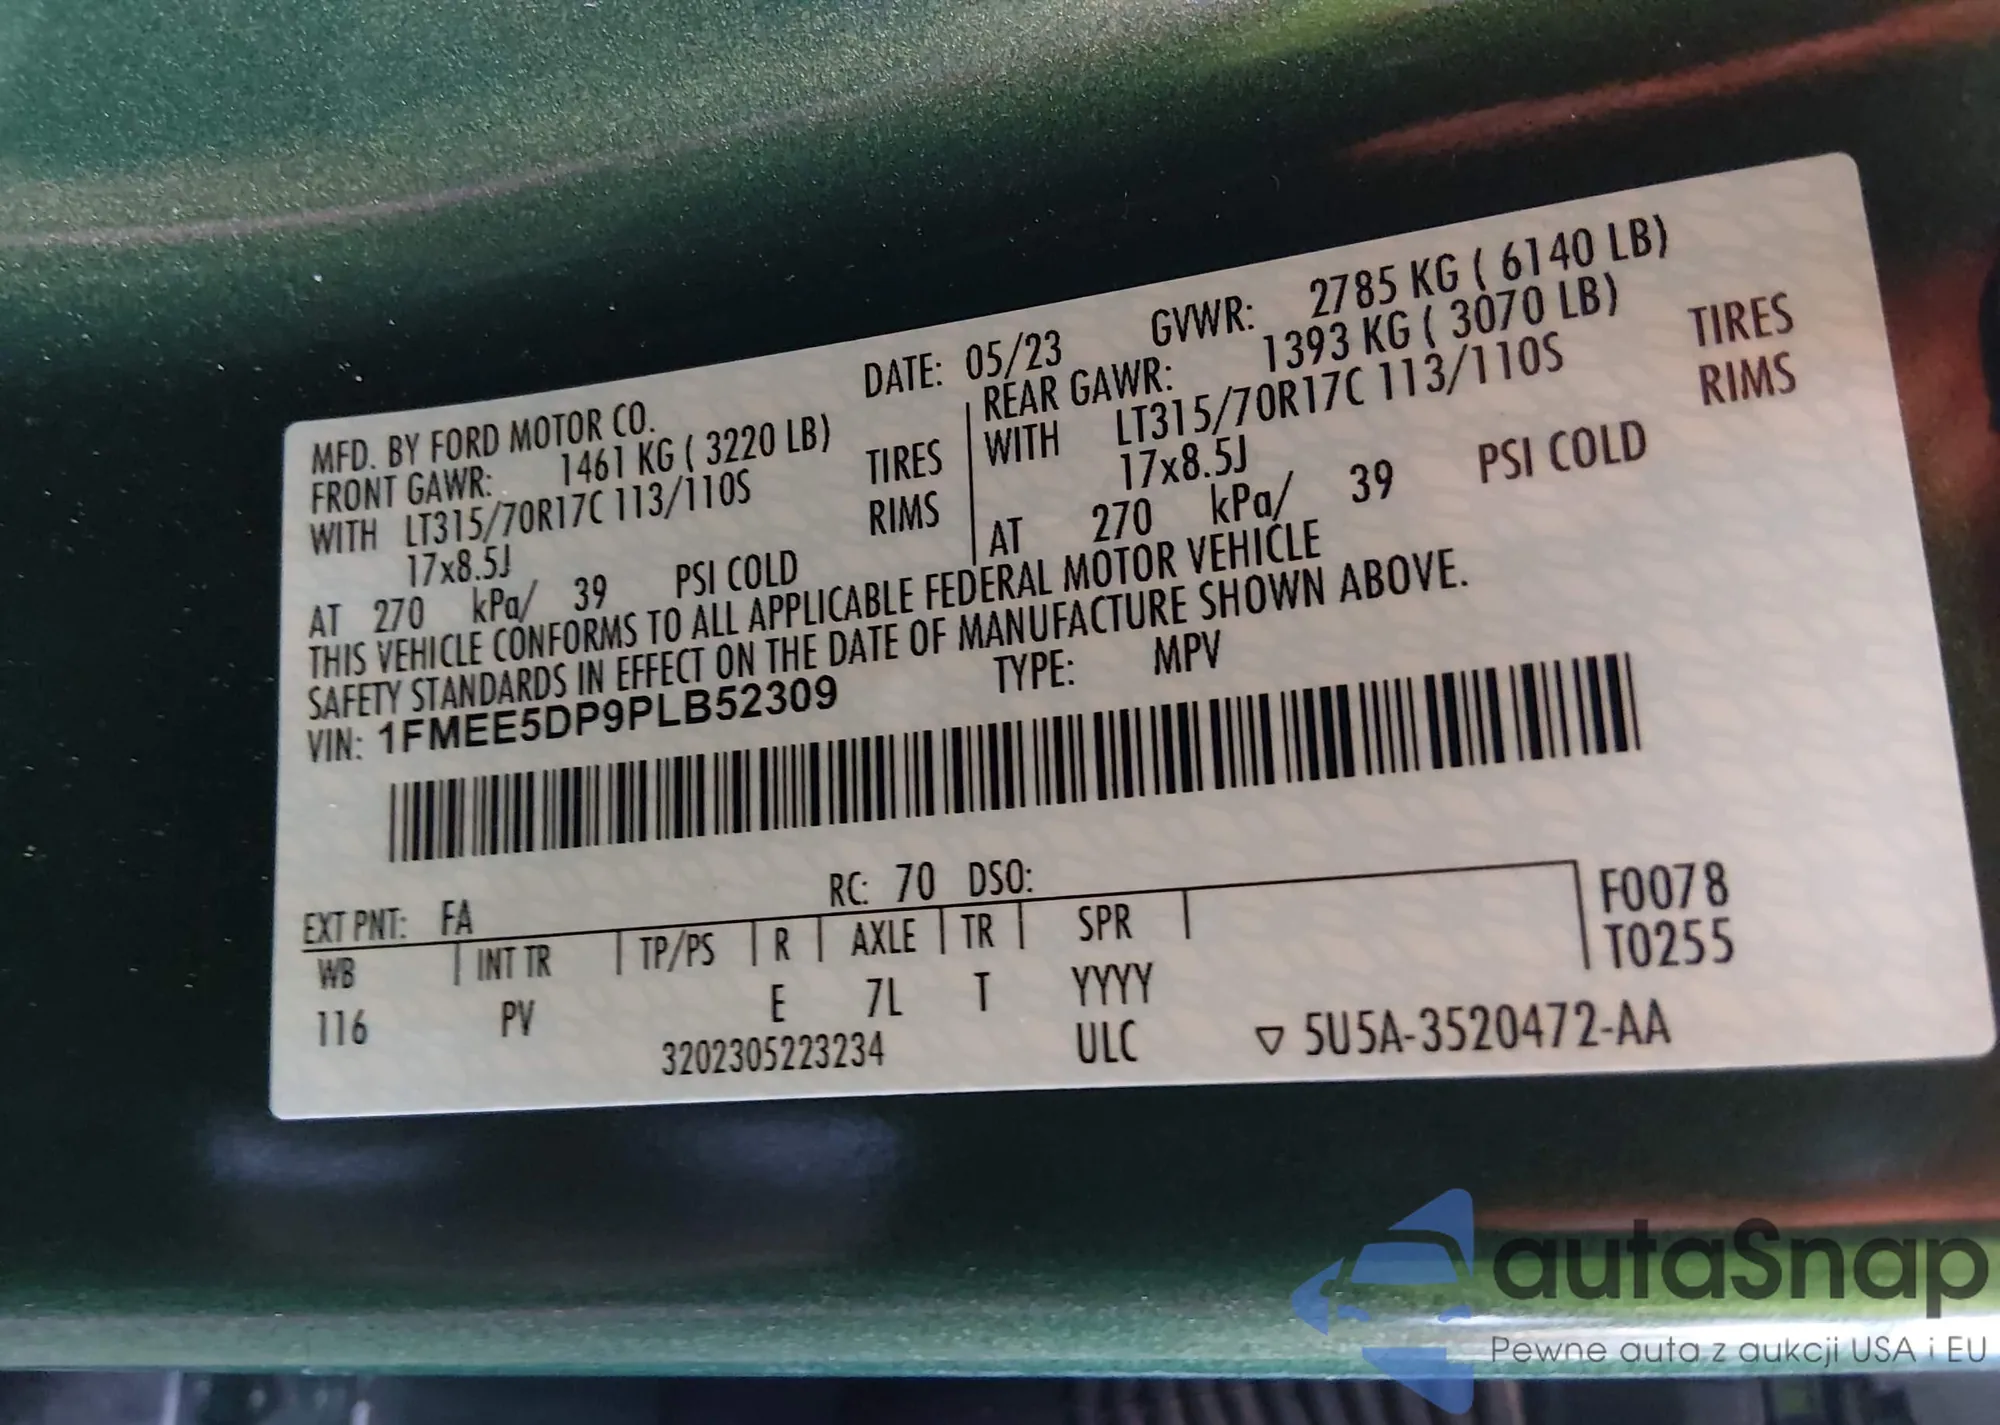 MFD. BY FORD MOTOR CO.
DATE: 05/23 GVWR: 2785 KG ( 6140 LB)
FRONT GAWR: 1461 KG ( 3220 LB)
WITH LT315/70R17C 113/110S TIRES
17x8.5J RIMS
AT 270 kPa/ 39 PSI COLD
REAR GAWR: 1393 KG ( 3070 LB)
WITH LT315/70R17C 113/110S TIRES
17x8.5J RIMS
AT 270 kPa/ 39 PSI COLD
THIS VEHICLE CONFORMS TO ALL APPLICABLE FEDERAL MOTOR VEHICLE
SAFETY STANDARDS IN EFFECT ON THE DATE OF MANUFACTURE SHOWN ABOVE.
VIN: 1FMEE5DP9PLB52309 TYPE: MPV
EXT PNT: FA RC: 70 DSO:
WB INT TR TP/PS R AXLE TR SPR
116 PV E 7L T YYYY
3202305223234 ULC
F0078
T0255
▽ 5U5A-3520472-AA
autaSnap
Pewne auta z aukcji USA i EU